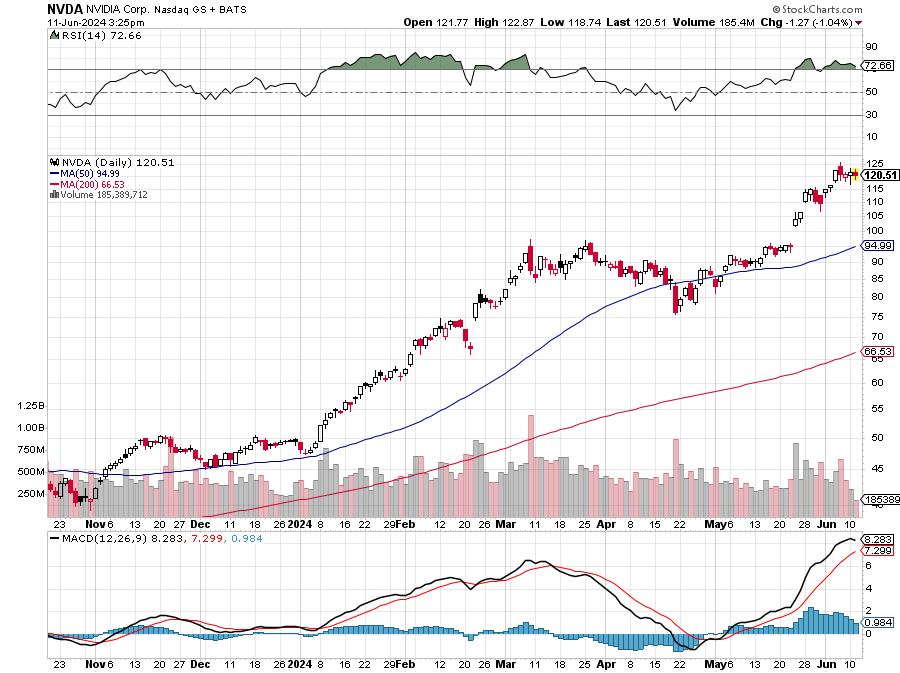 NVDA NVIDIA Corp. Nasdaq GS + BATS
© StockCharts.com
11-Jun-2024 3:25pm
Open 121.77 High 122.87 Low 118.74 Last 120.51 Volume 185.4M Chg -1.27 (-1.04%)
RSI(14) 72.66
90
72.66
50
30
10
NVDA (Daily) 120.51
MA(50) 94.99
MA(200) 66.53
Volume 185,389,712
125
120.51
115
110
105
100
94.99
90
85
80
75
70
65
66.53
60
55
1.25B
1.00B
50
750M
45
500M
250M
185389
40
23 Nov 6 13 20 27 Dec 11 18 26 2024 8 16 22 29 Feb 12 20 26 Mar 11 18 25 Apr 8 15 22 May 6 13 20 28 Jun 10
MACD(12,26,9) 8.283, 7.299, 0.984
8.283
7.299
6
4
2
0.984
0
23 Nov 6 13 20 27 Dec 11 18 26 2024 8 16 22 29 Feb 12 20 26 Mar 11 18 25 Apr 8 15 22 May 6 13 20 28 Jun 10